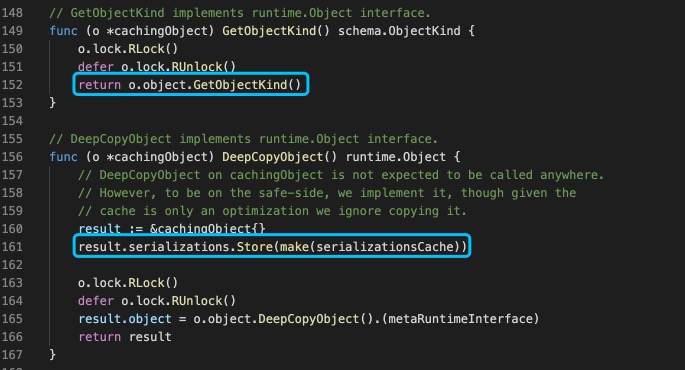 148 // GetObjectKind implements runtime.Object interface.
149 func (o *cachingObject) GetObjectKind() schema.ObjectKind {
150 o.lock.RLock()
151 defer o.lock.RUnlock()
152 return o.object.GetObjectKind()
153 }
154
155 // DeepCopyObject implements runtime.Object interface.
156 func (o *cachingObject) DeepCopyObject() runtime.Object {
157 // DeepCopyObject on cachingObject is not expected to be called anywhere.
158 // However, to be on the safe-side, we implement it, though given the
159 // cache is only an optimization we ignore copying it.
160 result := &cachingObject{}
161 result.serializations.Store(make(serializationsCache))
162
163 o.lock.RLock()
164 defer o.lock.RUnlock()
165 result.object = o.object.DeepCopyObject().(metaRuntimeInterface)
166 return result
167 }